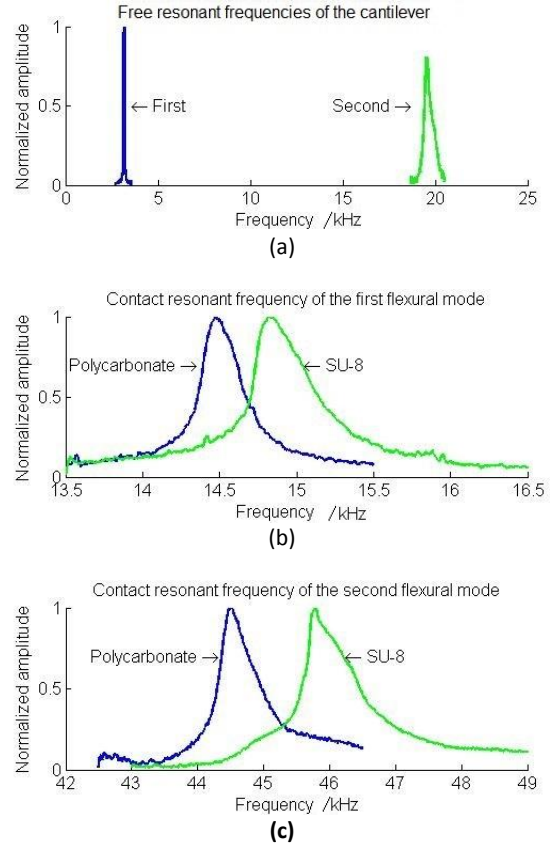 Free resonant frequencies of the cantilever
Normalized amplitude
1
0.5
0
← First
Second →
0 5 10 15 20 25
Frequency /kHz
(a)
Contact resonant frequency of the first flexural mode
Normalized amplitude
1
0.5
0
Polycarbonate →
← SU-8
13.5 14 14.5 15 15.5 16 16.5
Frequency /kHz
(b)
Contact resonant frequency of the second flexural mode
Normalized amplitude
1
0.5
0
Polycarbonate →
← SU-8
42 43 44 45 46 47 48 49
Frequency /kHz
(c)